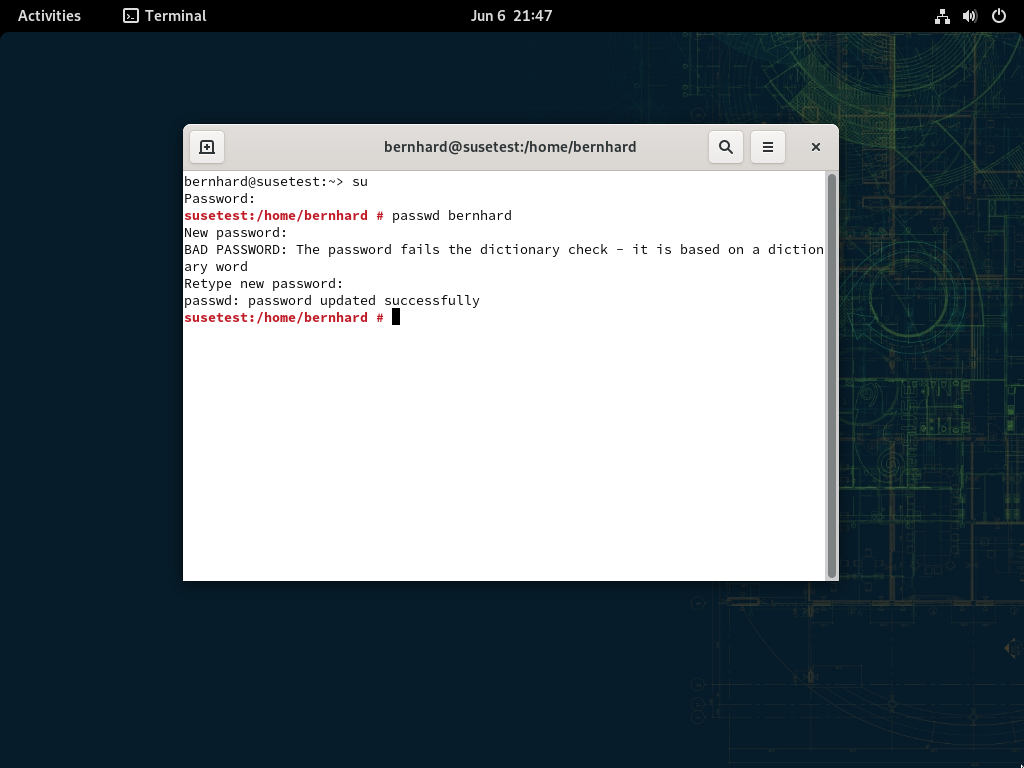 Activities Terminal Jun 6 21:47
bernhard@susetest:/home/bernhard
bernhard@susetest:~> su
Password:
susetest:/home/bernhard # passwd bernhard
New password:
BAD PASSWORD: The password fails the dictionary check - it is based on a diction
ary word
Retype new password:
passwd: password updated successfully
susetest:/home/bernhard #